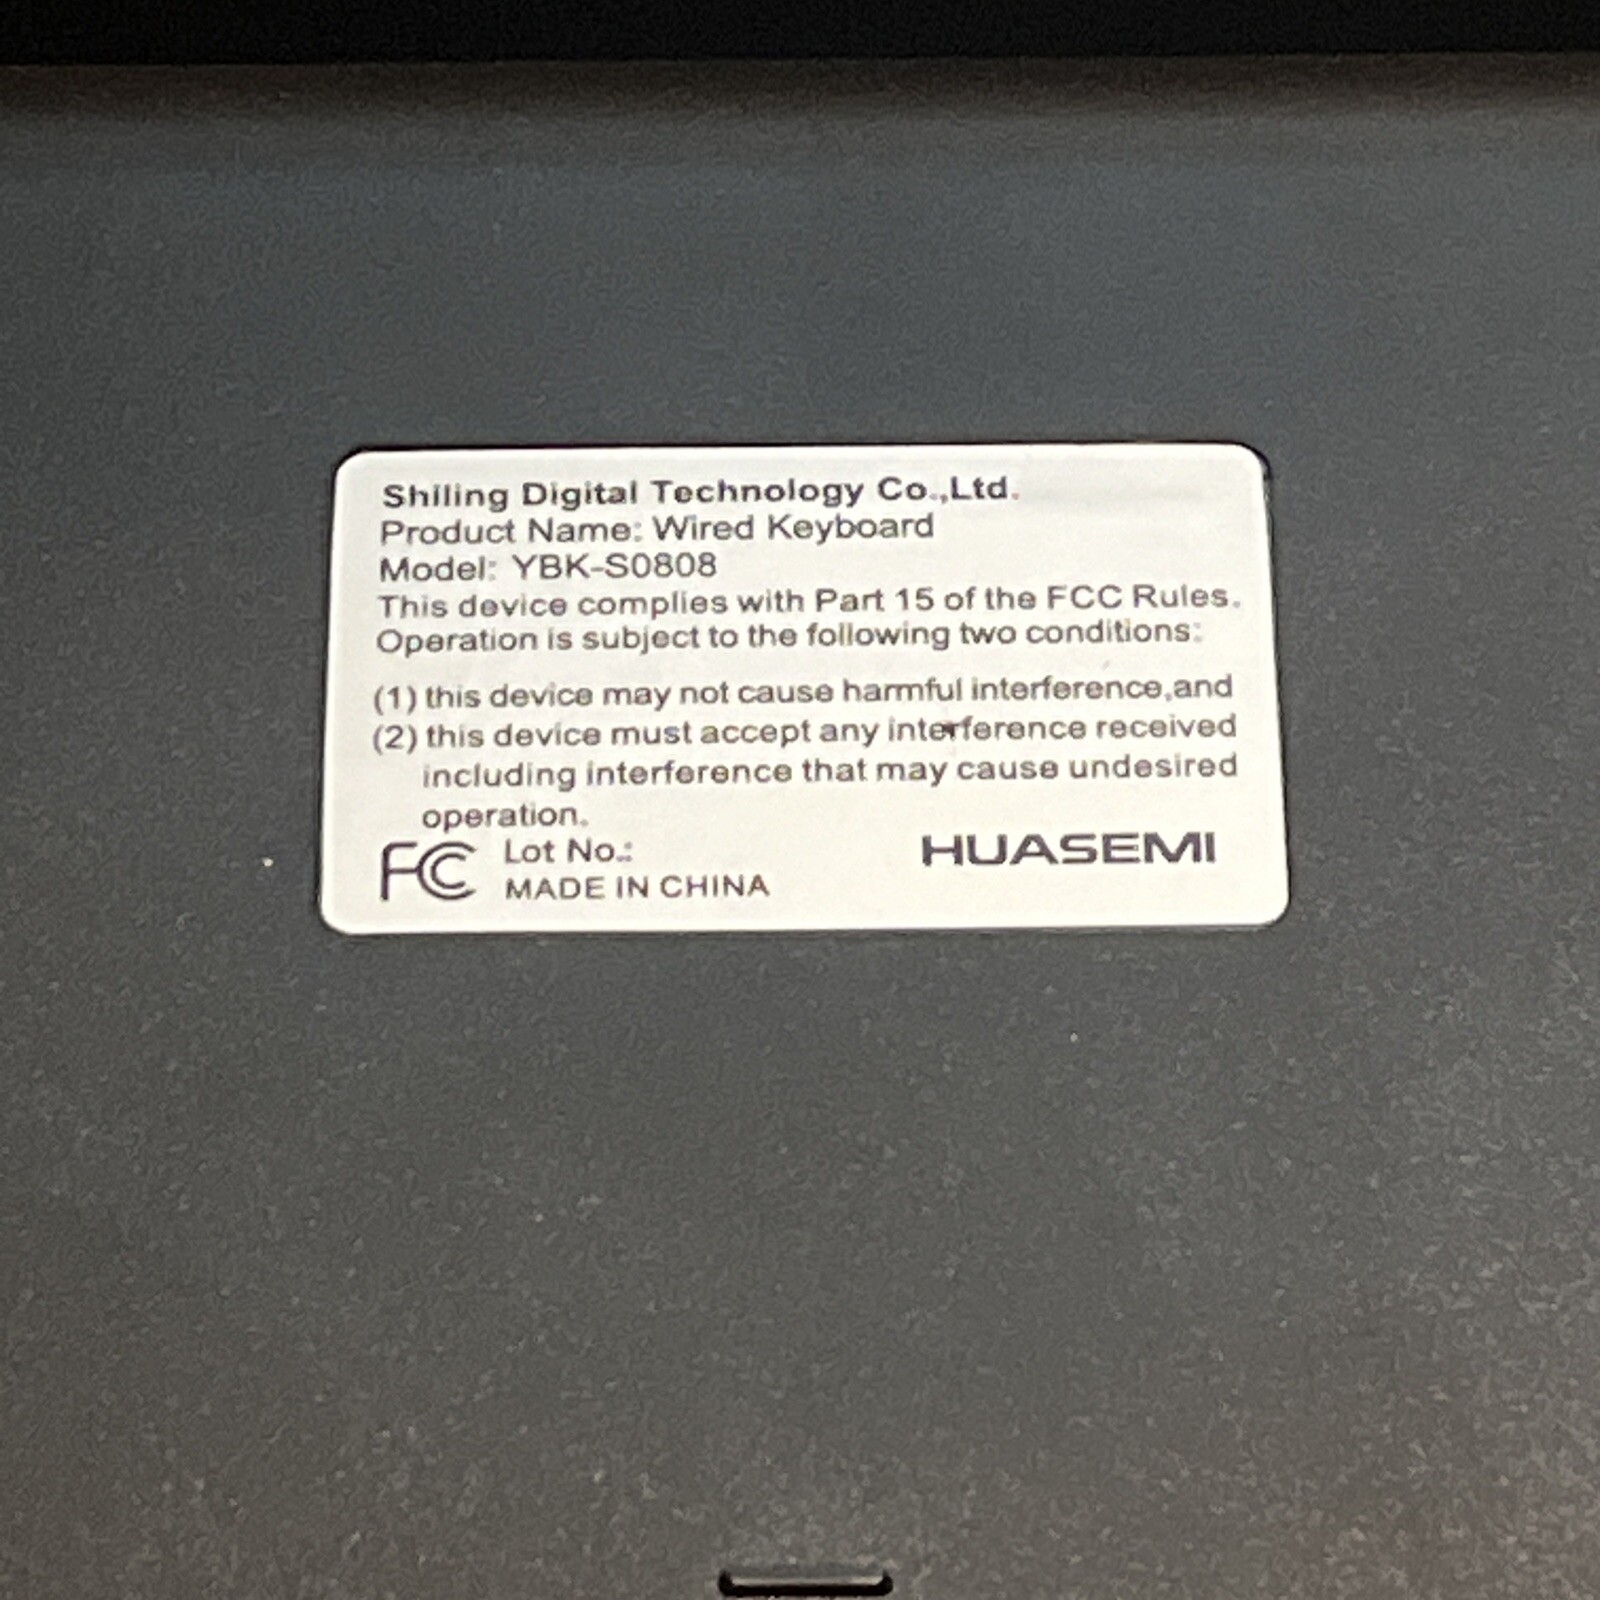 Shiling Digital Technology Co.,Ltd.
Product Name: Wired Keyboard
Model: YBK-S0808
This device complies with Part 15 of the FCC Rules.
Operation is subject to the following two conditions:
(1) this device may not cause harmful interference,and
(2) this device must accept any interference received
including interference that may cause undesired
operation.
FC Lot No.:
MADE IN CHINA
HUASEMI